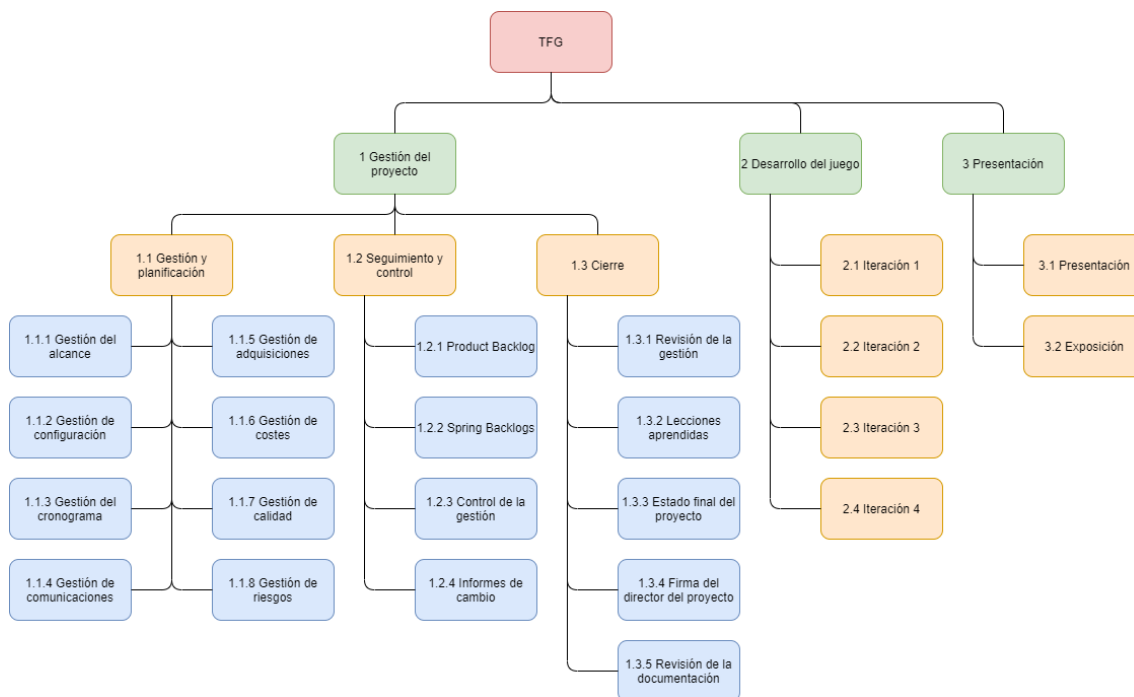 TFG
1 Gestión del
proyecto
2 Desarrollo del juego
3 Presentación
1.1 Gestión y
planificación
1.2 Seguimiento y
control
1.3 Cierre
2.1 Iteración 1
3.1 Presentación
1.1.1 Gestión del
alcance
1.1.5 Gestión de
adquisiciones
1.2.1 Product Backlog
1.3.1 Revisión de la
gestión
2.2 Iteración 2
3.2 Exposición
1.1.2 Gestión de
configuración
1.1.6 Gestión de
costes
1.2.2 Spring Backlogs
1.3.2 Lecciones
aprendidas
2.3 Iteración 3
1.1.3 Gestión del
cronograma
1.1.7 Gestión de
calidad
1.2.3 Control de la
gestión
1.3.3 Estado final del
proyecto
2.4 Iteración 4
1.1.4 Gestión de
comunicaciones
1.1.8 Gestión de
riesgos
1.2.4 Informes de
cambio
1.3.4 Firma del
director del proyecto
1.3.5 Revisión de la
documentación